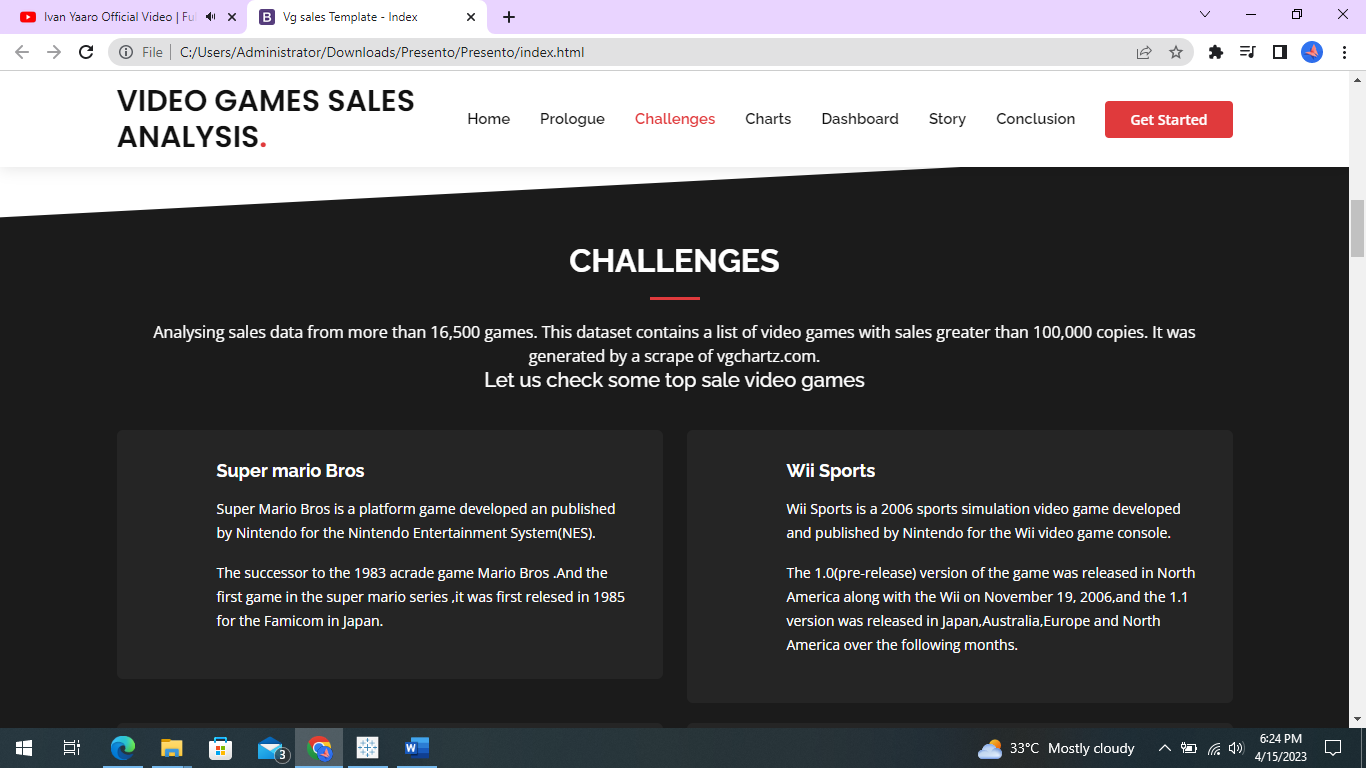 Ivan Yaaro Official Video | Fu
Vg sales Template - Index
File
C:/Users/Administrator/Downloads/Presento/Presento/index.html
VIDEO GAMES SALES
ANALYSIS.
Home Prologue Challenges Charts Dashboard Story Conclusion Get Started
CHALLENGES
Analysing sales data from more than 16,500 games. This dataset contains a list of video games with sales greater than 100,000 copies. It was
generated by a scrape of vgchartz.com.
Let us check some top sale video games
Super mario Bros
Super Mario Bros is a platform game developed an published
by Nintendo for the Nintendo Entertainment System(NES).
The successor to the 1983 acrade game Mario Bros .And the
first game in the super mario series ,it was first relesed in 1985
for the Famicom in Japan.
Wii Sports
Wii Sports is a 2006 sports simulation video game developed
and published by Nintendo for the Wii video game console.
The 1.0(pre-release) version of the game was released in North
America along with the Wii on November 19, 2006,and the 1.1
version was released in Japan,Australia,Europe and North
America over the following months.
3
33°C Mostly cloudy
6:24 PM
4/15/2023